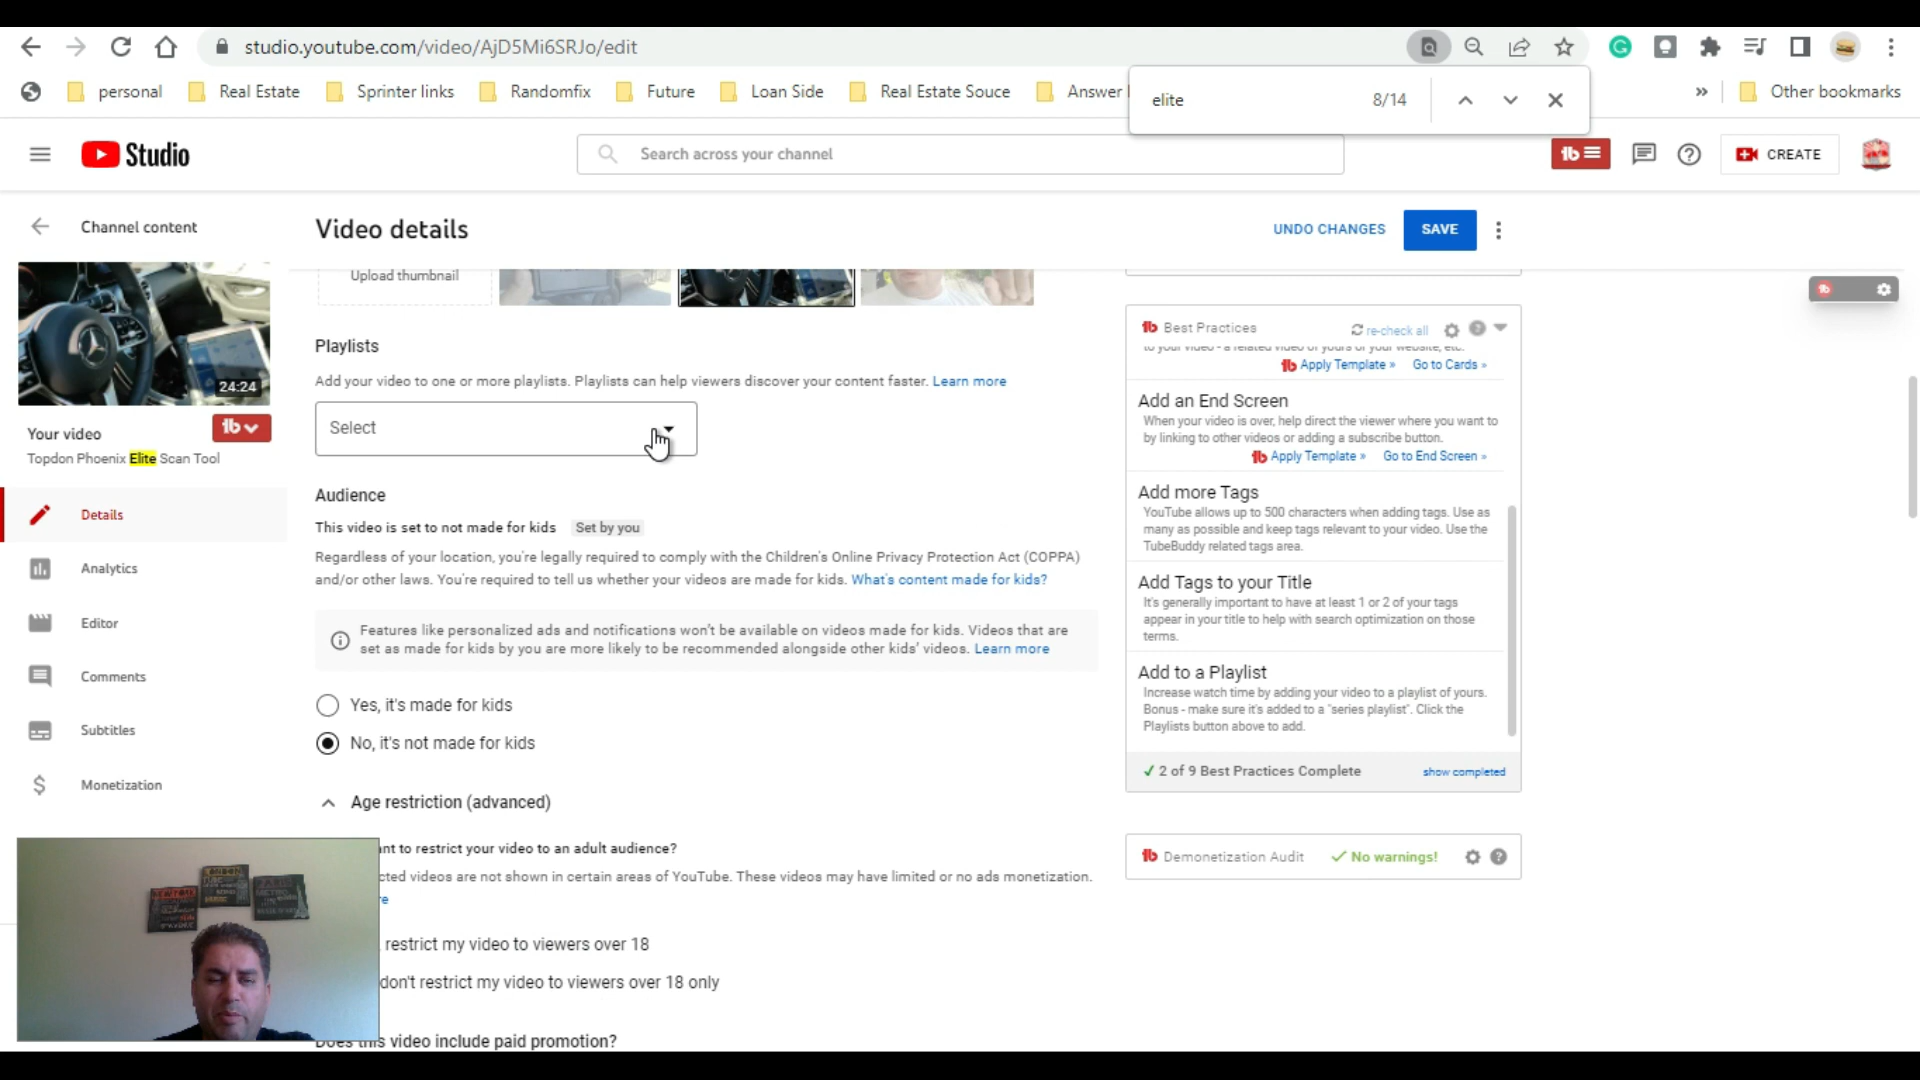 studio.youtube.com/video/AjD5Mi6SRJo/edit
personal
Real Estate
Sprinter links
Randomfix
Future
Loan Side
Real Estate Souce
Answer
»
Other bookmarks
elite
8/14
Studio
Search across your channel
CREATE
Channel content
Video details
UNDO CHANGES
SAVE
24:24
Your video
Topdon Phoenix Elite Scan Tool
Details
Analytics
Editor
Comments
Subtitles
Monetization
Upload thumbnail
Playlists
Add your video to one or more playlists. Playlists can help viewers discover your content faster. Learn more
Select
Audience
This video is set to not made for kids Set by you
Regardless of your location, you're legally required to comply with the Children's Online Privacy Protection Act (COPPA)
and/or other laws. You're required to tell us whether your videos are made for kids. What's content made for kids?
Features like personalized ads and notifications won't be available on videos made for kids. Videos that are
set as made for kids by you are more likely to be recommended alongside other kids' videos. Learn more
Yes, it's made for kids
No, it's not made for kids
Age restriction (advanced)
nt to restrict your video to an adult audience?
cted videos are not shown in certain areas of YouTube. These videos may have limited or no ads monetization.
re
restrict my video to viewers over 18
don't restrict my video to viewers over 18 only
Does this video include paid promotion?
Best Practices
re-check all
to your video - a related video of yours or your website, etc.
Apply Template » Go to Cards »
Add an End Screen
When your video is over, help direct the viewer where you want to
by linking to other videos or adding a subscribe button.
Apply Template » Go to End Screen »
Add more Tags
YouTube allows up to 500 characters when adding tags. Use as
many as possible and keep tags relevant to your video. Use the
TubeBuddy related tags area.
Add Tags to your Title
It's generally important to have at least 1 or 2 of your tags
appear in your title to help with search optimization on those
terms.
Add to a Playlist
Increase watch time by adding your video to a playlist of yours.
Bonus - make sure it's added to a "series playlist". Click the
Playlists button above to add.
✓ 2 of 9 Best Practices Complete
show completed
Demonetization Audit
✓ No warnings!